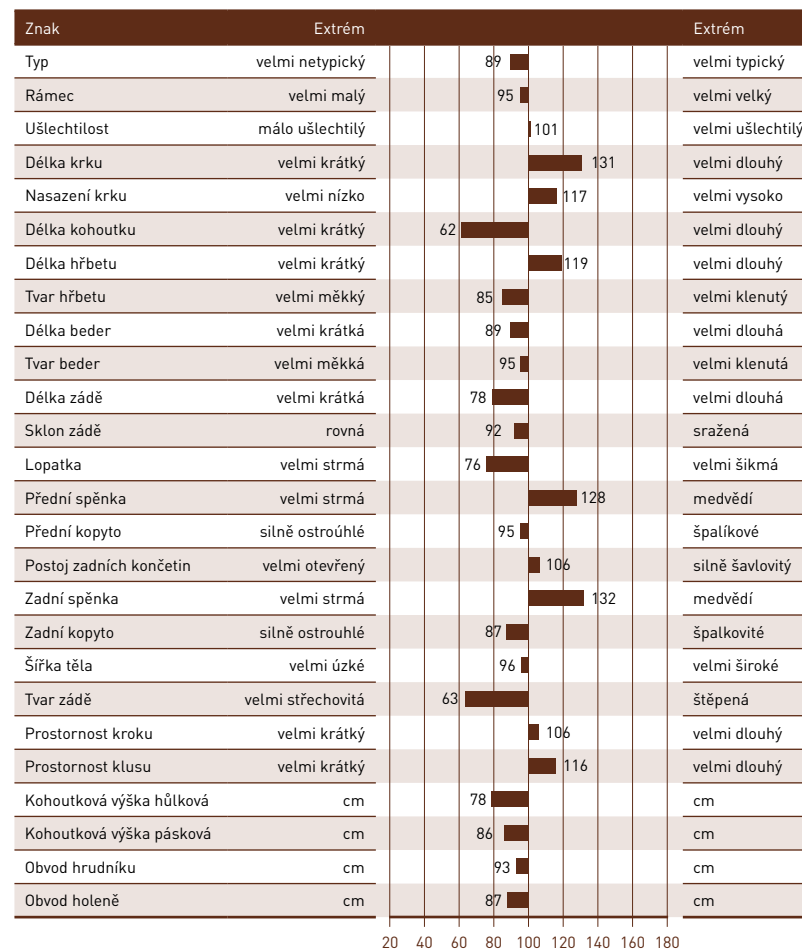 Znak Extrém Extrém
Typ velmi netypický 89 velmi typický
Rámec velmi malý 95 velmi velký
Ušlechtilost málo ušlechtilý 101 velmi ušlechtilý
Délka krku velmi krátký 131 velmi dlouhý
Nasazení krku velmi nízko 117 velmi vysoko
Délka kohoutku velmi krátký 62 velmi dlouhý
Délka hřbetu velmi krátký 119 velmi dlouhý
Tvar hřbetu velmi měkký 85 velmi klenutý
Délka beder velmi krátká 89 velmi dlouhá
Tvar beder velmi měkká 95 velmi klenutá
Délka zádě velmi krátká 78 velmi dlouhá
Sklon zádě rovná 92 sražená
Lopatka velmi strmá 76 velmi šikmá
Přední spěnka velmi strmá 128 medvědí
Přední kopyto silně ostroúhlé 95 špalíkové
Postoj zadních končetin velmi otevřený 106 silně šavlovitý
Zadní spěnka velmi strmá 132 medvědí
Zadní kopyto silně ostrouhlé 87 špalkovité
Šířka těla velmi úzké 96 velmi široké
Tvar zádě velmi střechovitá 63 štěpená
Prostornost kroku velmi krátký 106 velmi dlouhý
Prostornost klusu velmi krátký 116 velmi dlouhý
Kohoutková výška hůlková cm 78 cm
Kohoutková výška pásková cm 86 cm
Obvod hrudníku cm 93 cm
Obvod holeně cm 87 cm
20 40 60 80 100 120 140 160 180